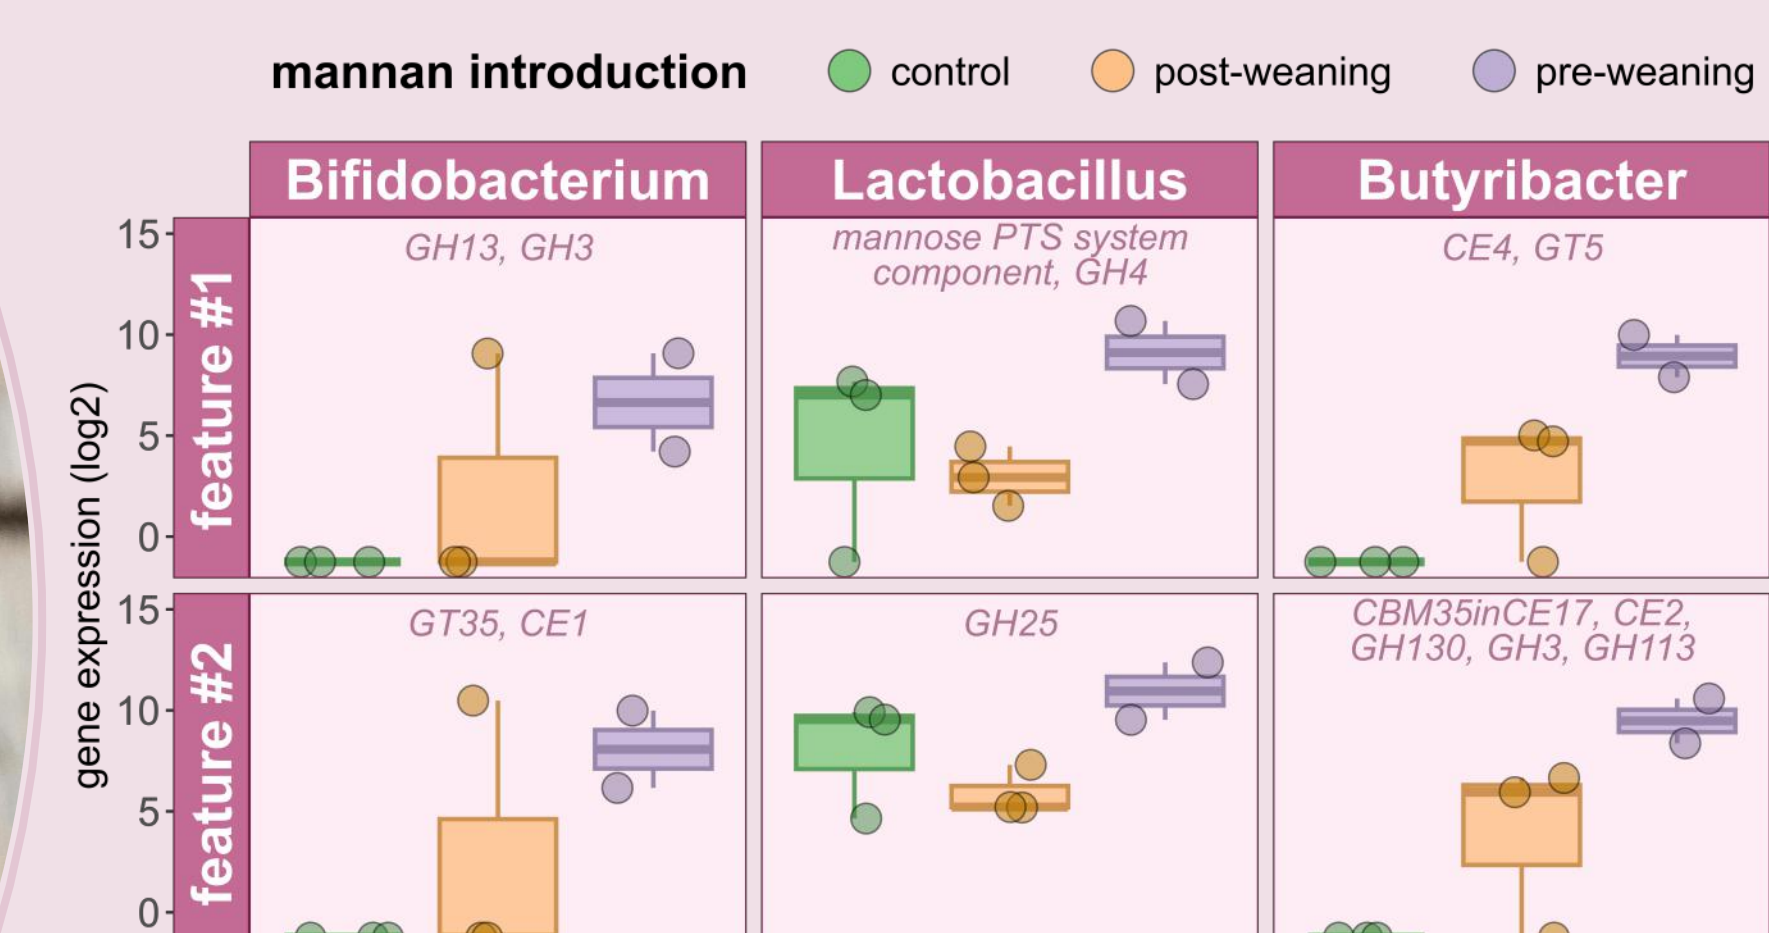 mannan introduction control post-weaning pre-weaning
Bifidobacterium Lactobacillus Butyribacter
gene expression (log2)
feature #1
15
10
5
0
GH13, GH3
mannose PTS system
component, GH4
CE4, GT5
feature #2
15
10
5
0
GT35, CE1
GH25
CBM35inCE17, CE2,
GH130, GH3, GH113